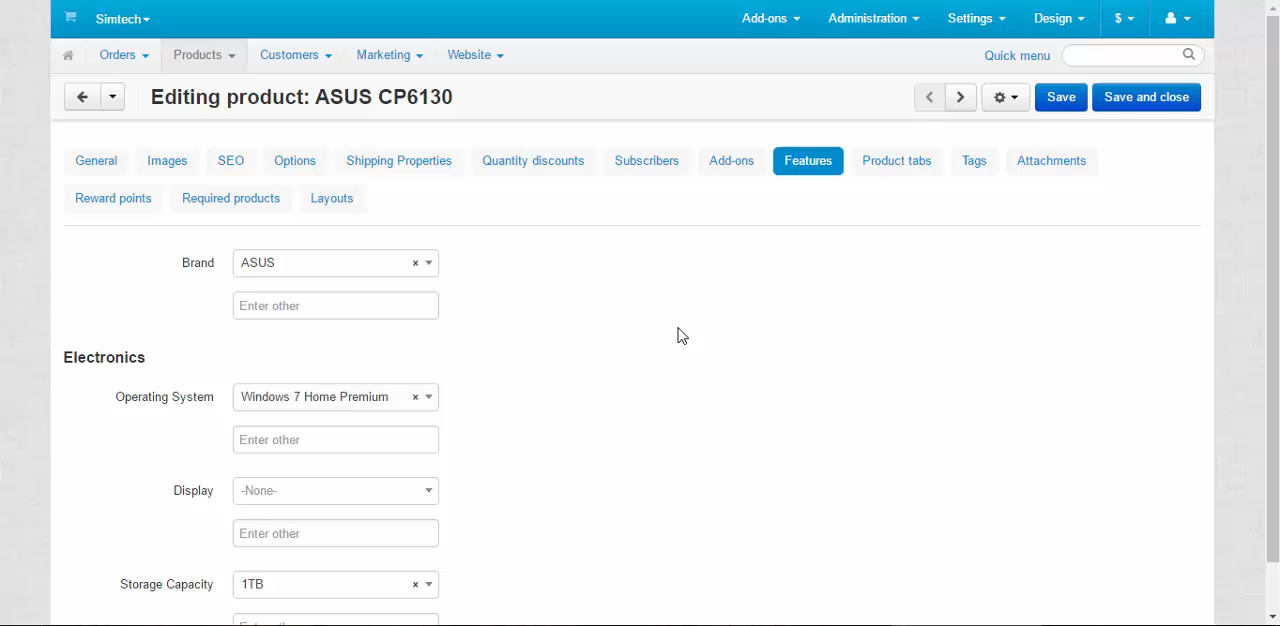 Simtech
Add-ons
Administration
Settings
Design
$
Orders
Products
Customers
Marketing
Website
Quick menu
Editing product: ASUS CP6130
Save
Save and close
General
Images
SEO
Options
Shipping Properties
Quantity discounts
Subscribers
Add-ons
Features
Product tabs
Tags
Attachments
Reward points
Required products
Layouts
Brand
ASUS
×
Enter other
Electronics
Operating System
Windows 7 Home Premium
×
Enter other
Display
-None-
Enter other
Storage Capacity
1TB
×